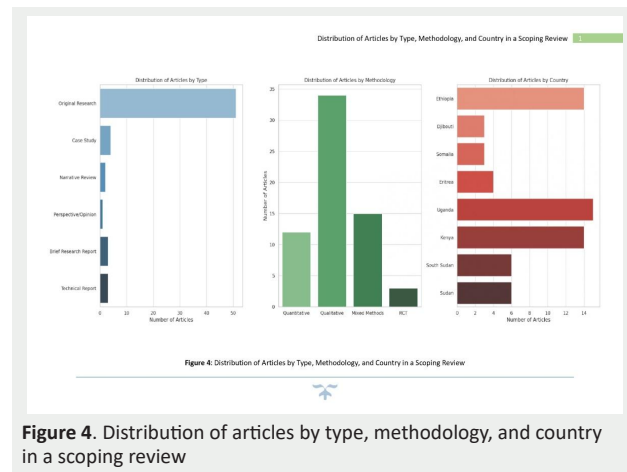 Distribution of Articles by Type, Methodology, and Country in a Scoping Review 1
Distribution of Articles by Type
Original Research
Case Study
Narrative Review
Perspective/Opinion
Brief Research Report
Technical Report
0 10 20 30 40 50
Number of Articles
Distribution of Articles by Methodology
Number of Articles
35
30
25
20
15
10
5
0
Quantitative Qualitative Mixed Methods RCT
Distribution of Articles by Country
Ethiopia
Djibouti
Somalia
Eritrea
Uganda
Kenya
South Sudan
Sudan
0 2 4 6 8 10 12 14
Number of Articles
Figure 4: Distribution of Articles by Type, Methodology, and Country in a Scoping Review
Figure 4. Distribution of articles by type, methodology, and country
in a scoping review